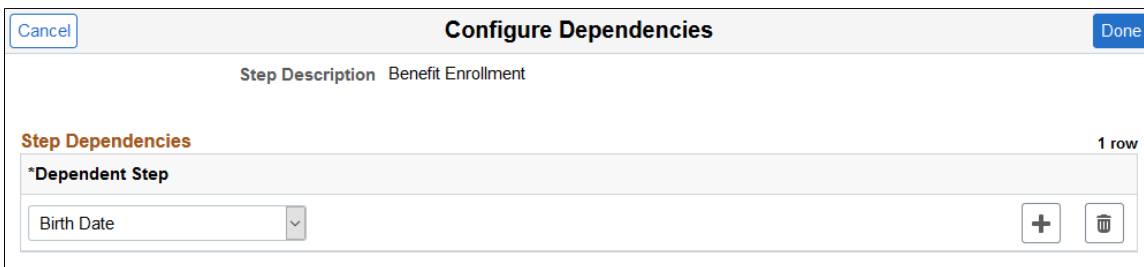 Cancel Configure Dependencies Done
Step Description Benefit Enrollment
Step Dependencies 1 row
*Dependent Step
Birth Date